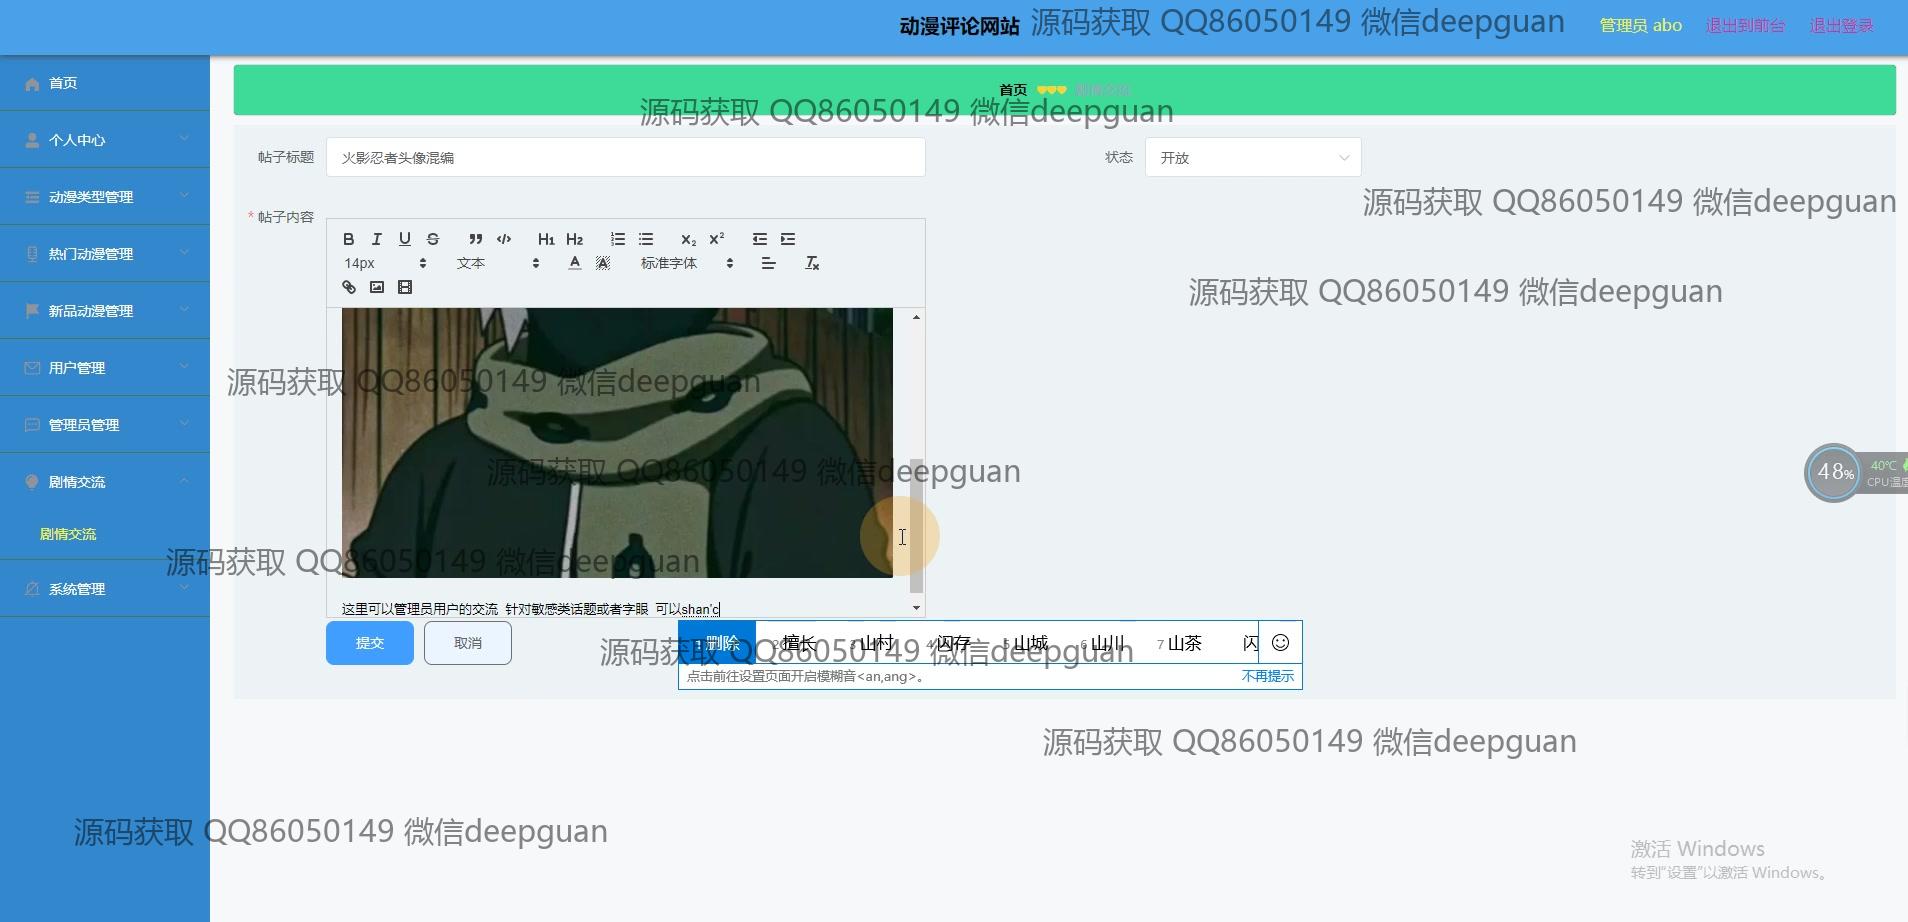 动漫评论网站
源码获取 QQ86050149 微信deepguan
管理员 abo
退出到前台
退出登录
首页
个人中心
动漫类型管理
热门动漫管理
新品动漫管理
用户管理
管理员管理
剧情交流
剧情交流
系统管理
首页
剧情交流
源码获取 QQ86050149 微信deepguan
帖子标题
火影忍者头像混编
状态
开放
源码获取 QQ86050149 微信deepguan
* 帖子内容
B I U S H1 H2 x₂ x²
14px
文本
A A
标准字体
Tx
源码获取 QQ86050149 微信deepguan
源码获取 QQ86050149 微信deepguan
源码获取 QQ86050149 微信deepguan
48%
40℃
CPU温度
源码获取 QQ86050149 微信deepguan
这里可以管理员用户的交流 针对敏感类话题或者字眼 可以shan'c
提交
取消
1 删除 2 擅长 3 山村 4 闪存 5 山城 6 山川 7 山茶 闪
源码获取 QQ86050149 微信deepguan
点击前往设置页面开启模糊音<an,ang>。
不再提示
源码获取 QQ86050149 微信deepguan
源码获取 QQ86050149 微信deepguan
激活 Windows
转到"设置"以激活 Windows。